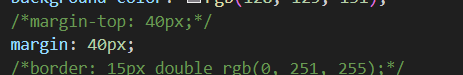 /*margin-top: 40px;*/
margin: 40px;
/*border: 15px double rgb(0, 251, 255);*/